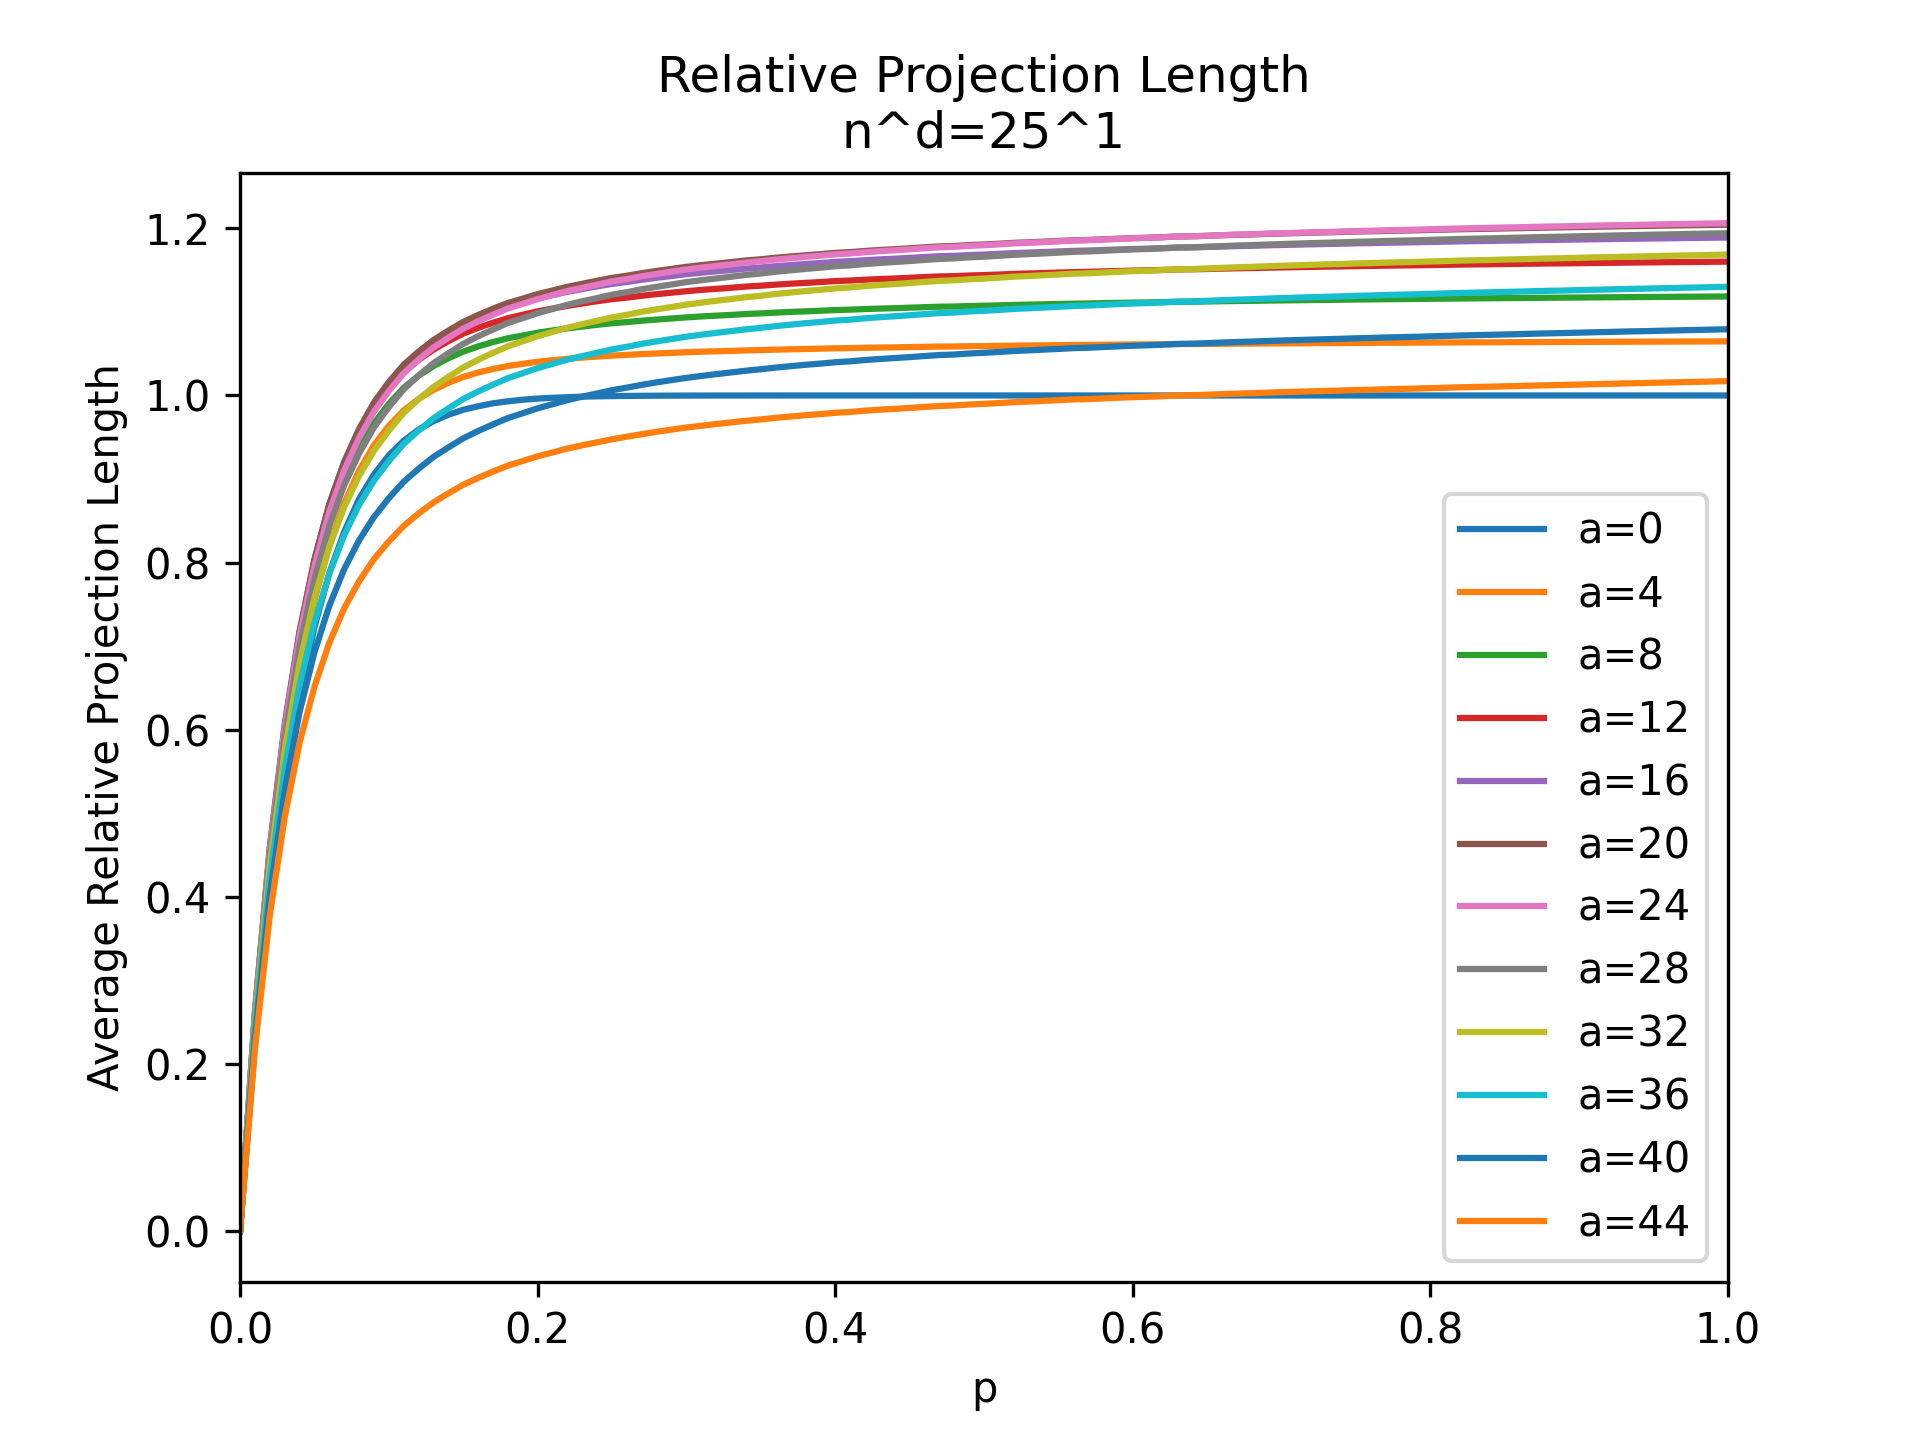 Relative Projection Length
n^d=25^1
Average Relative Projection Length
1.2
1.0
0.8
0.6
0.4
0.2
0.0
a=0
a=4
a=8
a=12
a=16
a=20
a=24
a=28
a=32
a=36
a=40
a=44
0.0 0.2 0.4 0.6 0.8 1.0
p